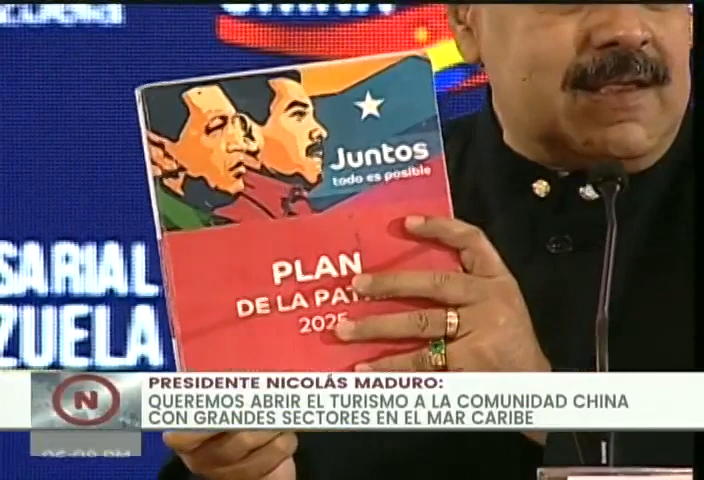 SARIAL
ZUELA
Juntos
todo es posible
PLAN
DE LA
2025
N
PRESIDENTE NICOLÁS MADURO:
QUEREMOS ABRIR EL TURISMO A LA COMUNIDAD CHINA
CON GRANDES SECTORES EN EL MAR CARIBE